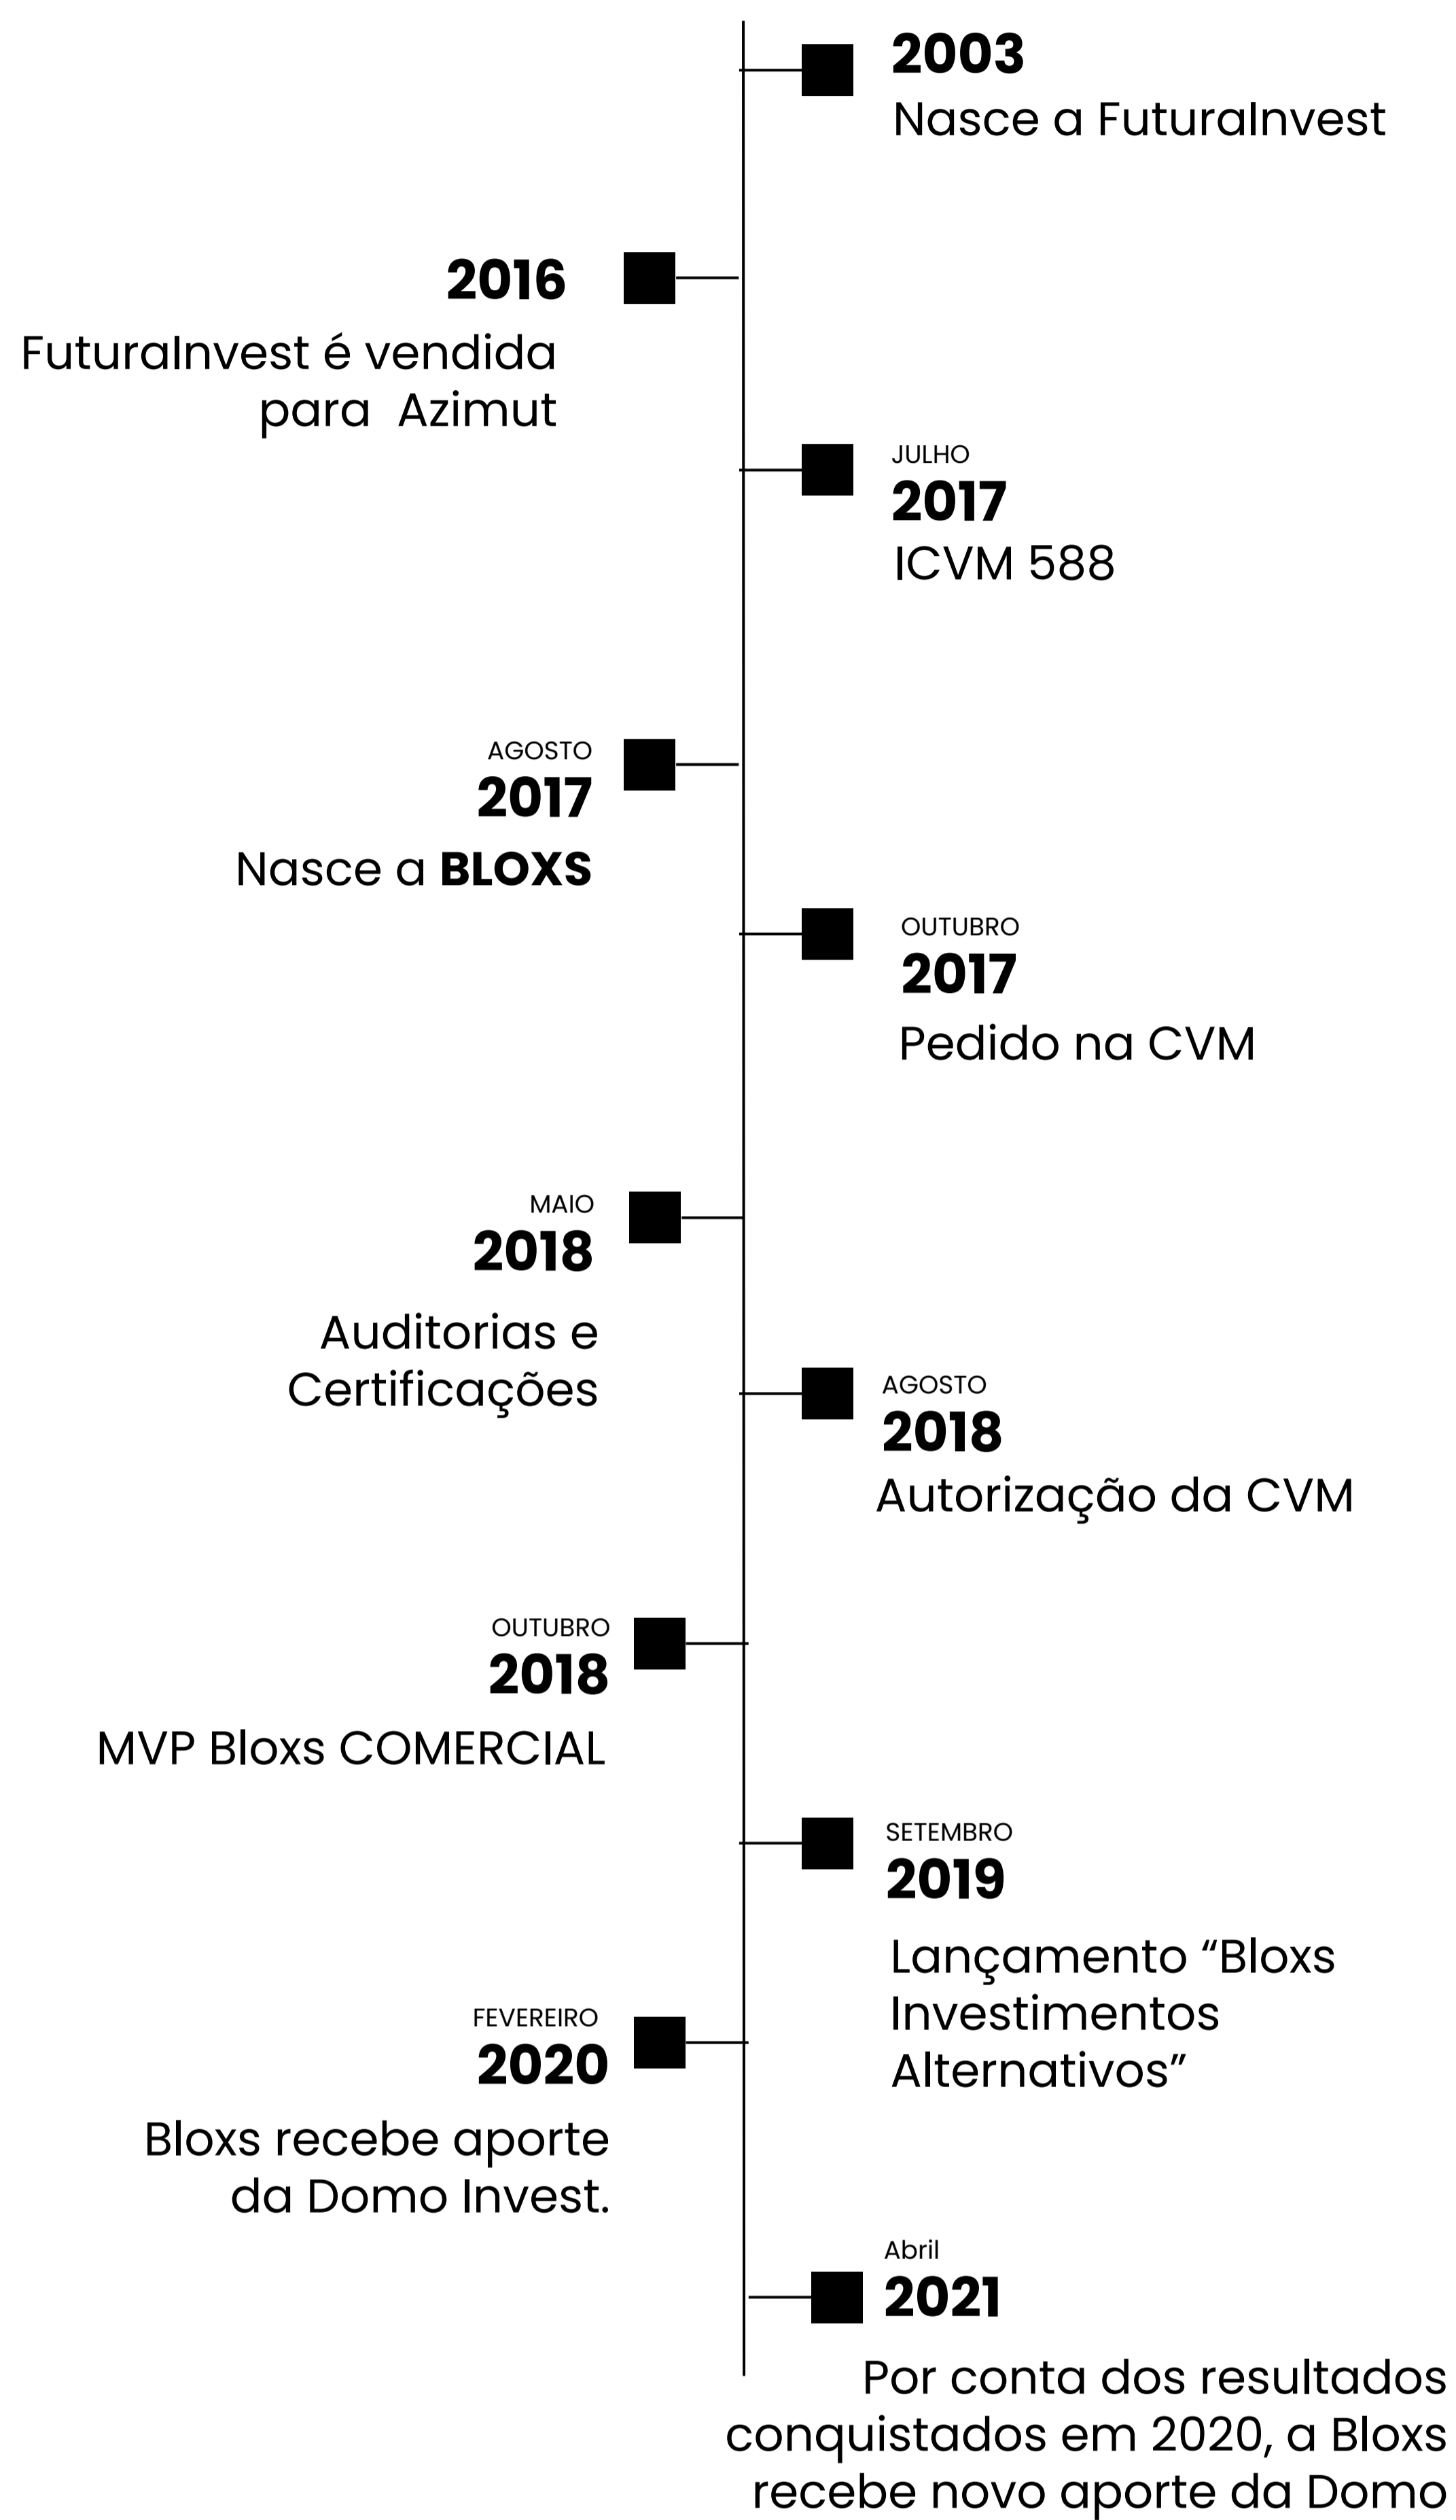 2003
Nasce a FuturaInvest
2016
FuturaInvest é vendida
para Azimut
JULHO
2017
ICVM 588
AGOSTO
2017
Nasce a BLOXS
OUTUBRO
2017
Pedido na CVM
MAIO
2018
Auditorias e
Certificações
AGOSTO
2018
Autorização da CVM
OUTUBRO
2018
MVP Bloxs COMERCIAL
SETEMBRO
2019
Lançamento “Bloxs
Investimentos
Alternativos”
FEVEREIRO
2020
Bloxs recebe aporte
da Domo Invest.
Abril
2021
Por conta dos resultados
conquistados em 2020, a Bloxs
recebe novo aporte da Domo